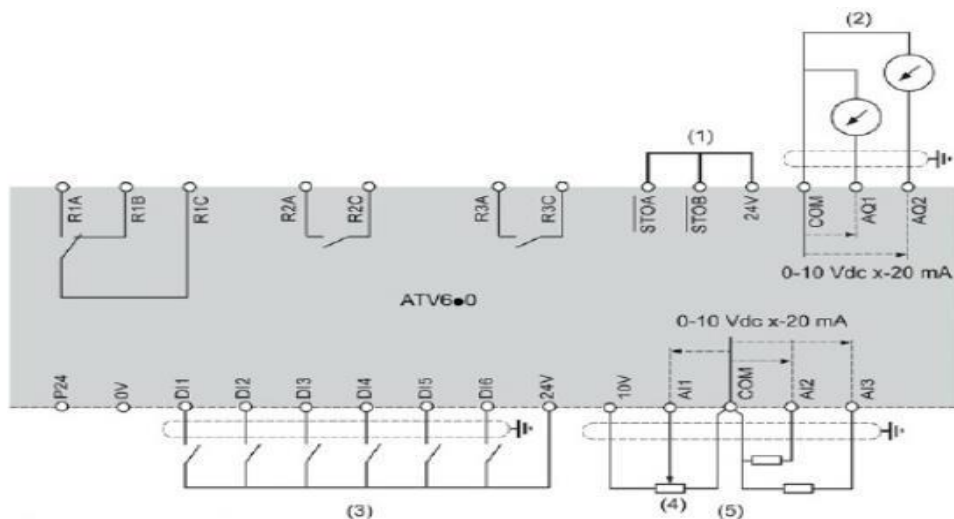 (2)
(1)
R1A R1B R1C R2A R2C R3A R3C STOA STOB 24V COM AQ1 AQ2
0-10 Vdc x-20 mA
ATV6●0
0-10 Vdc x-20 mA
P24 0V DI1 DI2 DI3 DI4 DI5 DI6 24V 10V AI1 COM AI2 AI3
(3) (4) (5)